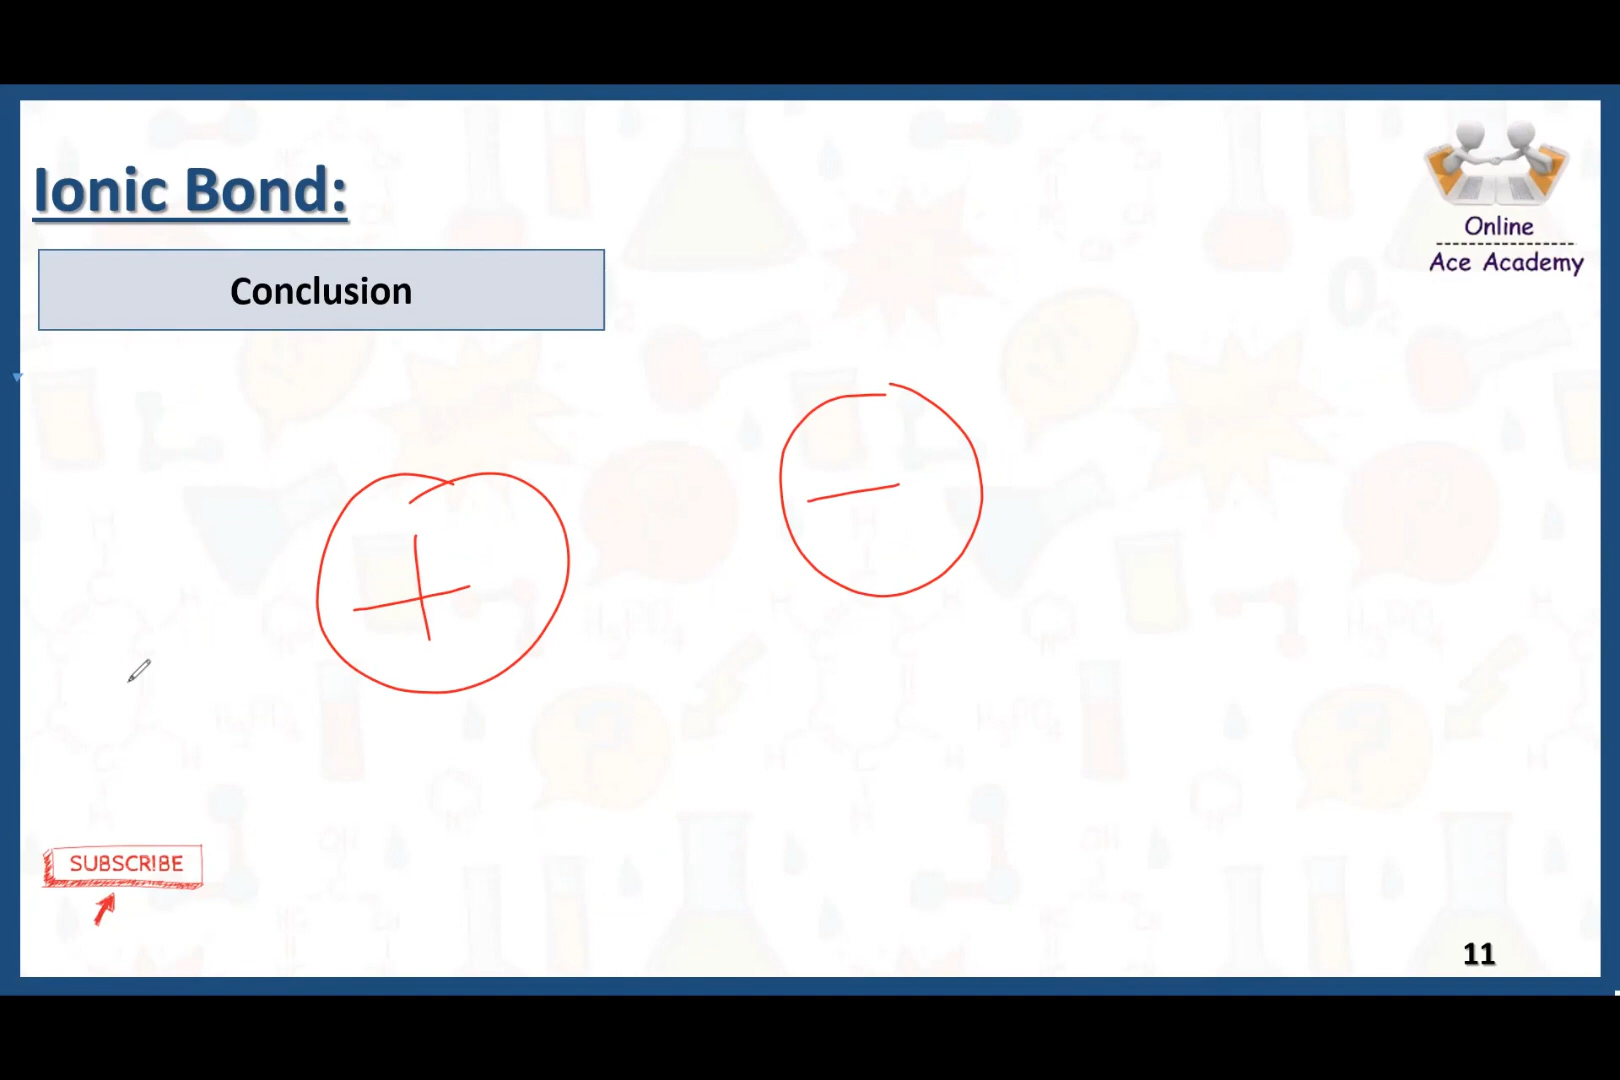 Ionic Bond:
Conclusion
Online
Ace Academy
+
−
SUBSCRIBE
11